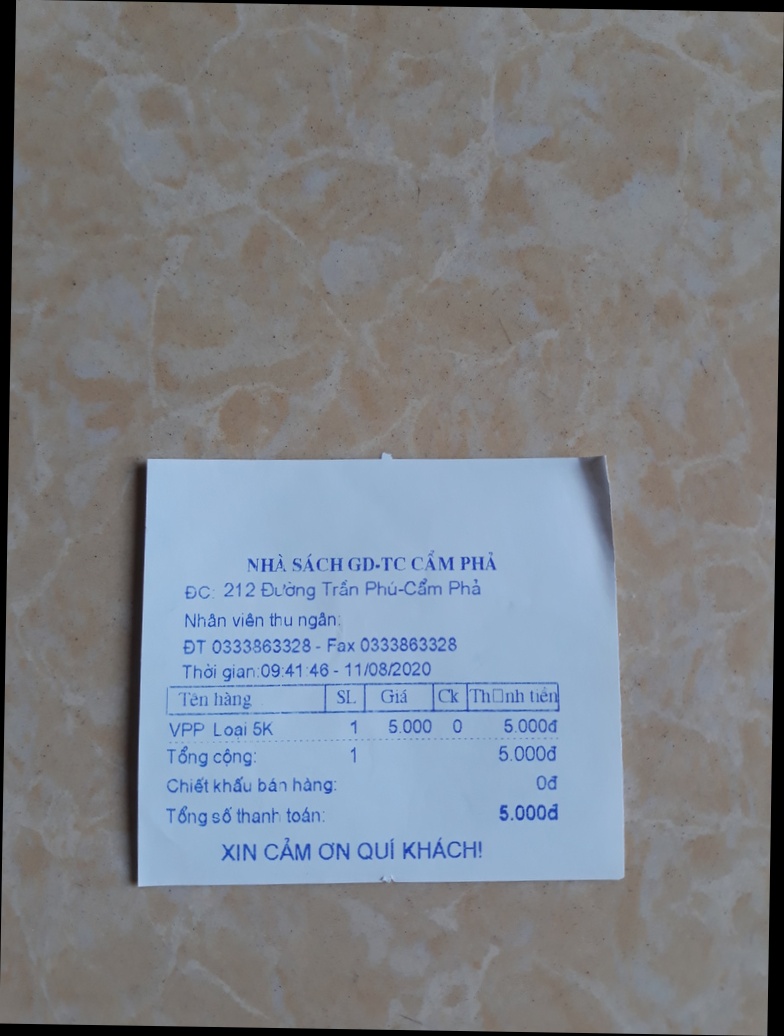 NHÀ SÁCH GD-TC CẨM PHẢ
ĐC: 212 Đường Trần Phú-Cẩm Phả
Nhân viên thu ngân:
ĐT 0333863328 - Fax 0333863328
Thời gian:09:41:46 - 11/08/2020
Tên hàng SL Giá Ck Th□nh tiền
VPP Loại 5K 1 5.000 0 5.000đ
Tổng cộng: 1 5.000đ
Chiết khấu bán hàng: 0đ
Tổng số thanh toán: 5.000đ
XIN CẢM ƠN QUÍ KHÁCH!